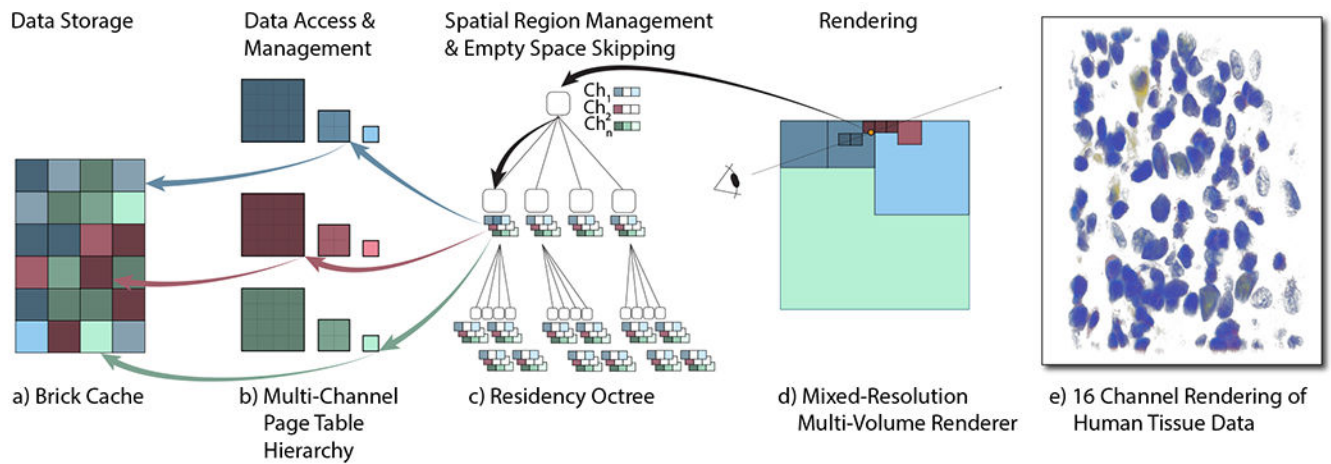 Data Storage
Data Access &
Management
Spatial Region Management
& Empty Space Skipping
Rendering
Ch1
Ch2
Chn
a) Brick Cache
b) Multi-Channel
Page Table
Hierarchy
c) Residency Octree
d) Mixed-Resolution
Multi-Volume Renderer
e) 16 Channel Rendering of
Human Tissue Data